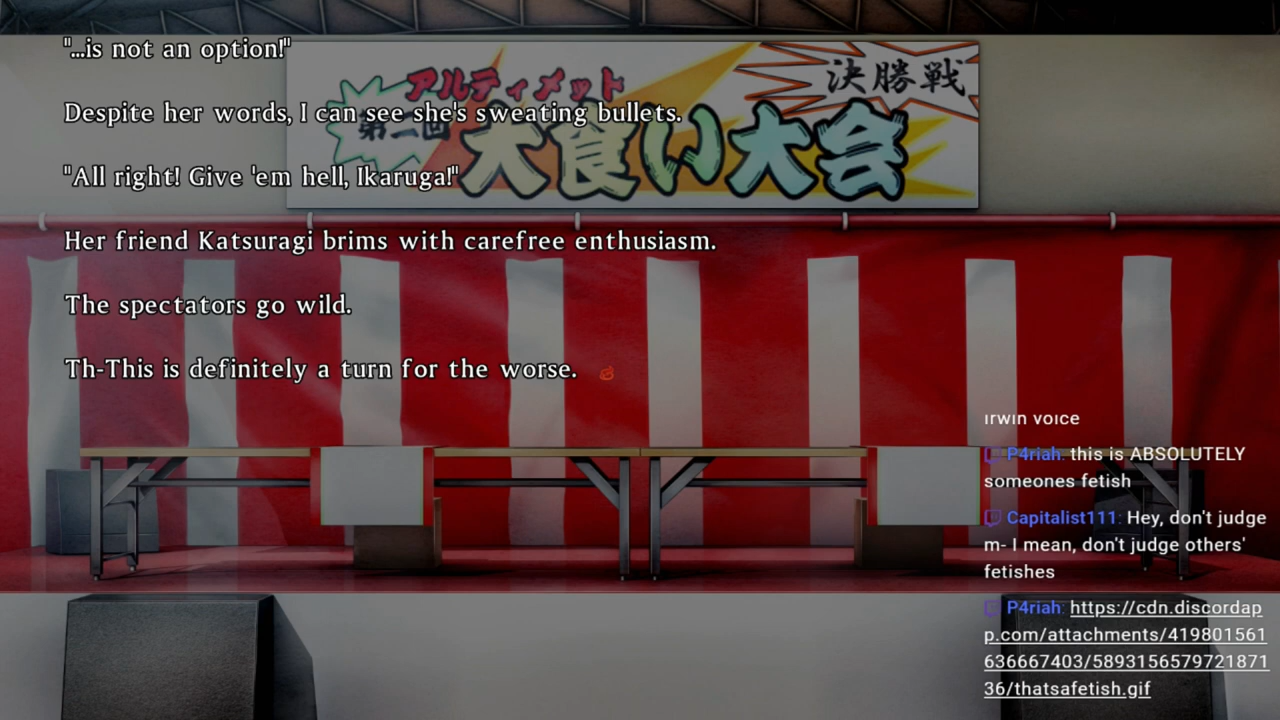 "...is not an option!"
アルティメット
決勝戦
Despite her words, I can see she's sweating bullets.
第二回
大食い大会
"All right! Give 'em hell, Ikaruga!"
Her friend Katsuragi brims with carefree enthusiasm.
The spectators go wild.
Th-This is definitely a turn for the worse.
irwin voice
P4riah: this is ABSOLUTELY
someones fetish
Capitalist111: Hey, don't judge
m- I mean, don't judge others'
fetishes
P4riah: https://cdn.discordap
p.com/attachments/419801561
636667403/5893156579721871
36/thatsafetish.gif